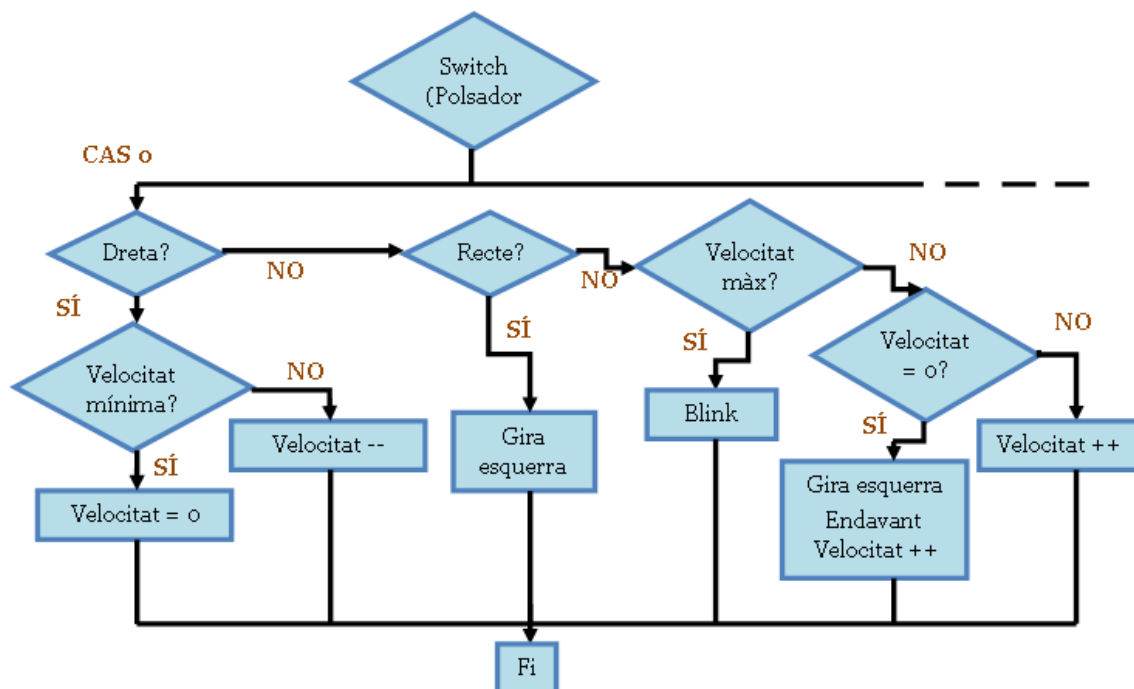 Switch
(Polsador
CAS 0
Dreta?
NO
Recte?
NO
Velocitat
màx?
NO
SÍ
SÍ
SÍ
Velocitat
= 0?
NO
Velocitat
mínima?
NO
SÍ
Velocitat = 0
Velocitat --
Gira
esquerra
Blink
SÍ
Gira esquerra
Endavant
Velocitat ++
Velocitat ++
Fi